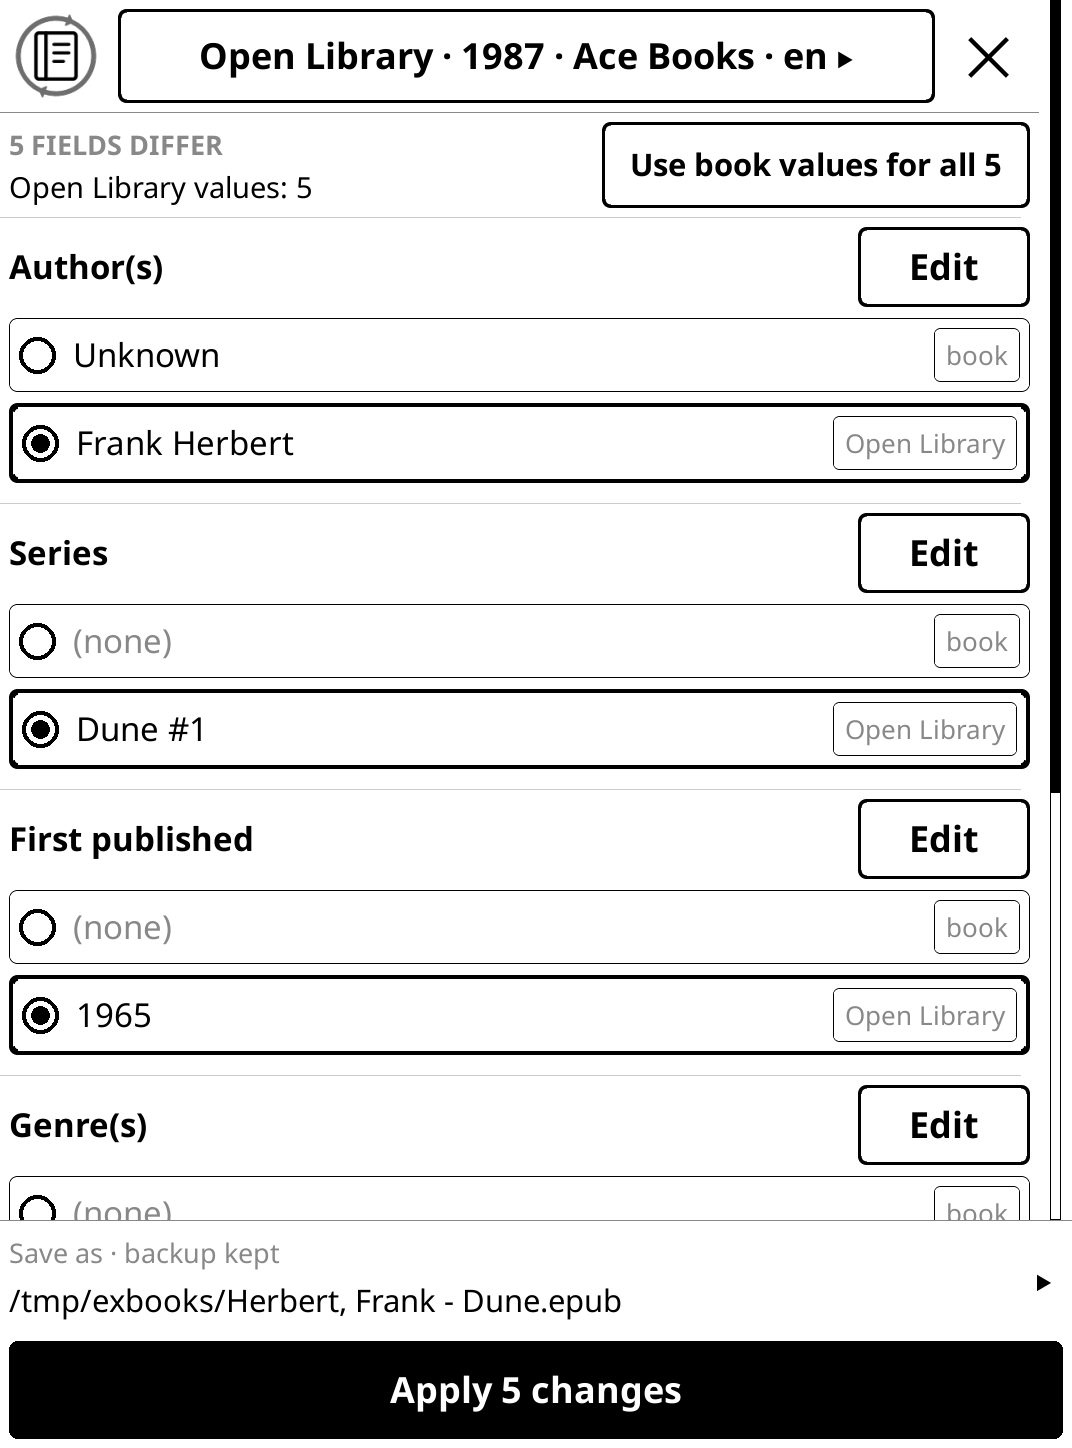 Open Library · 1987 · Ace Books · en ▸
5 FIELDS DIFFER
Open Library values: 5
Use book values for all 5
Author(s)
Edit
Unknown
book
Frank Herbert
Open Library
Series
Edit
(none)
book
Dune #1
Open Library
First published
Edit
(none)
book
1965
Open Library
Genre(s)
Edit
(none)
book
Save as · backup kept
/tmp/exbooks/Herbert, Frank - Dune.epub
Apply 5 changes